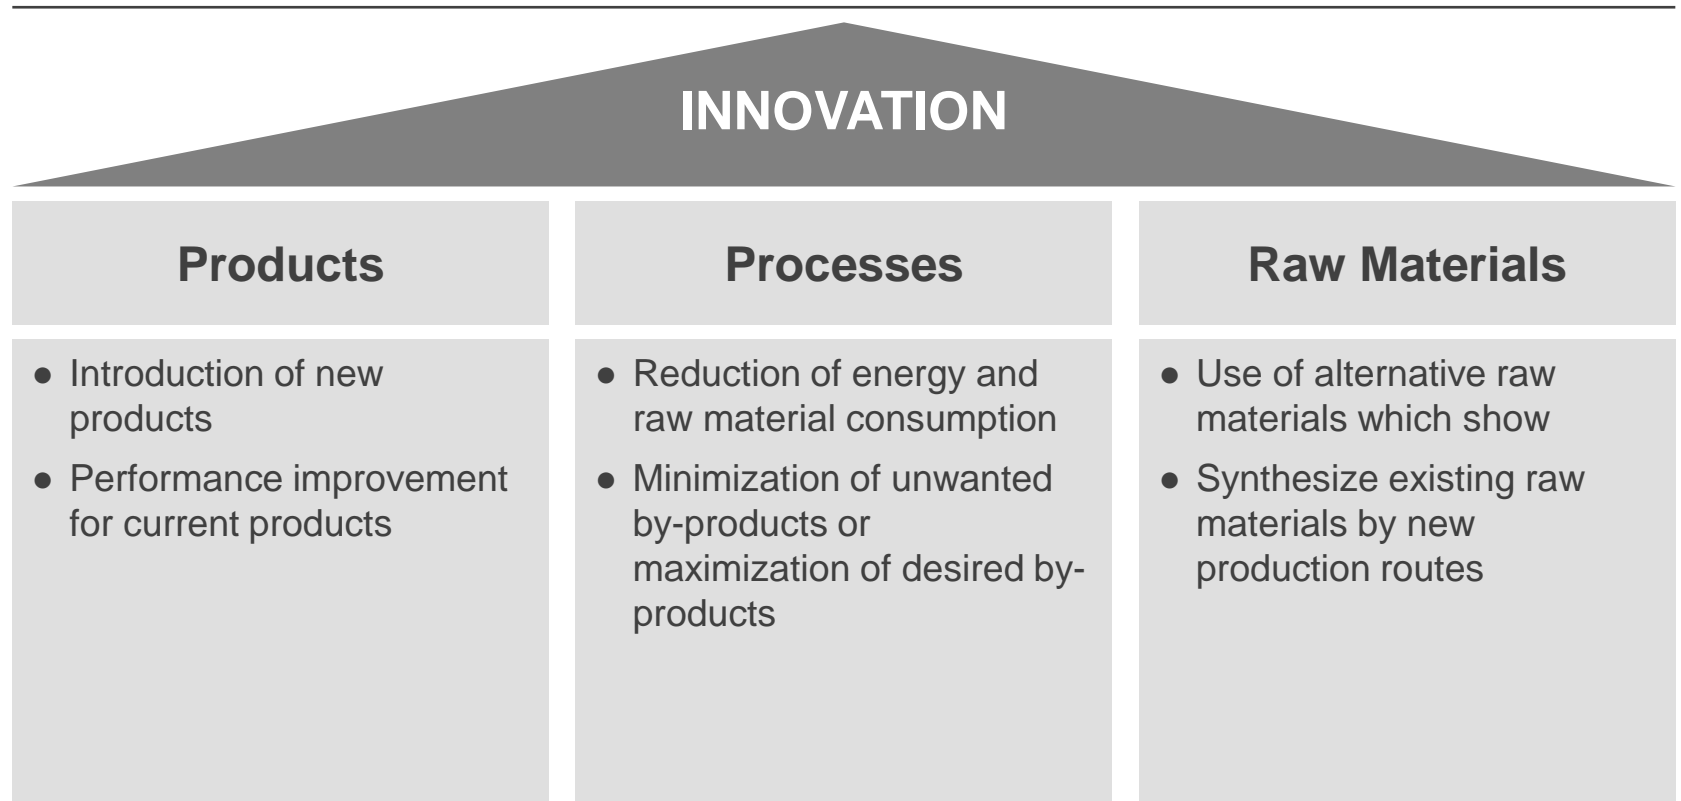 INNOVATION
Products
● Introduction of new
products
● Performance improvement
for current products
Processes
● Reduction of energy and
raw material consumption
● Minimization of unwanted
by-products or
maximization of desired by-
products
Raw Materials
● Use of alternative raw
materials which show
● Synthesize existing raw
materials by new
production routes